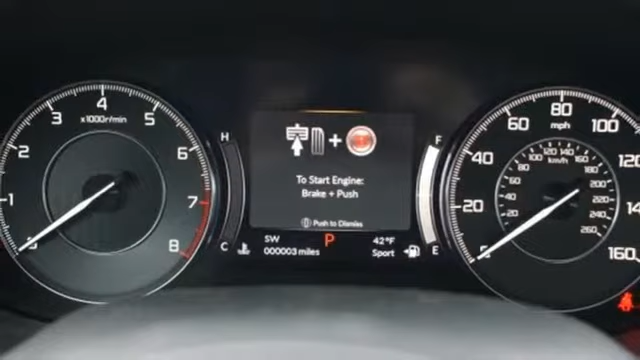 4
3
5
x1000r/min
2
6
1
7
0
8
H
C
To Start Engine:
Brake + Push
Push to Dismiss
SW
P
42°F
000003 miles
Sport
F
E
80
60
100
mph
40
120
20
0
160
120 140
100
160
km/h
80
180
60
200
40
220
20
240
260